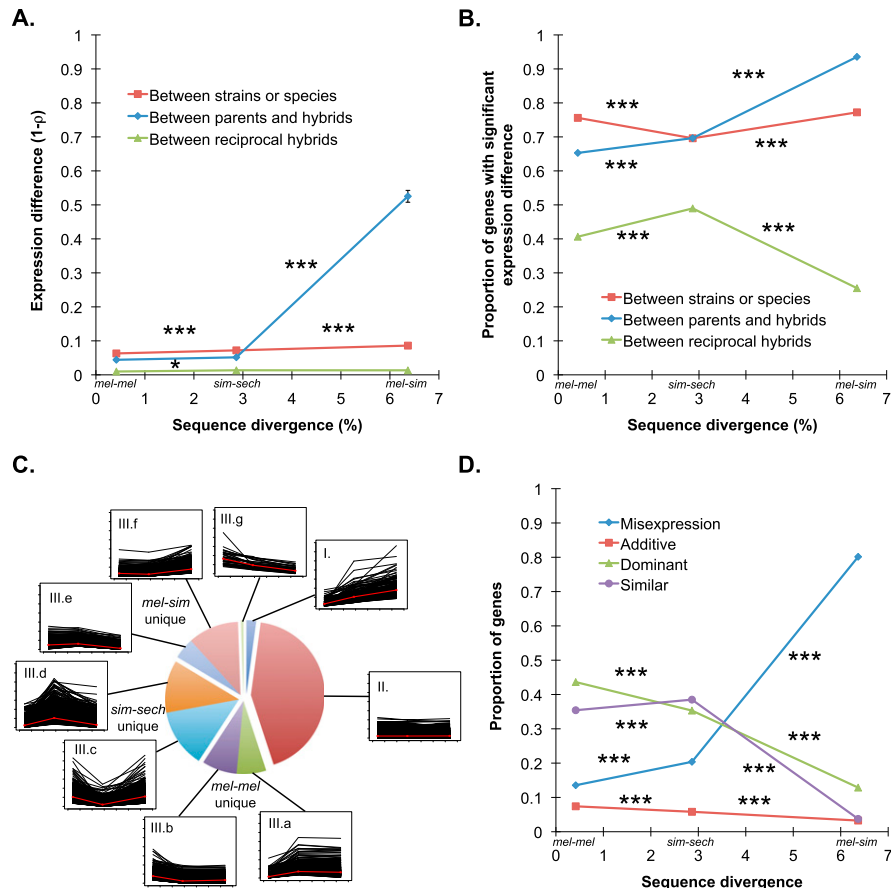 A.
1
0.9
0.8
0.7
0.6
0.5
0.4
0.3
0.2
0.1
0
Expression difference (1-ρ)
Between strains or species
Between parents and hybrids
Between reciprocal hybrids
***
***
***
*
mel-mel
sim-sech
mel-sim
0 1 2 3 4 5 6 7
Sequence divergence (%)
B.
1
0.9
0.8
0.7
0.6
0.5
0.4
0.3
0.2
0.1
0
Proportion of genes with significant
expression difference
***
***
***
***
***
***
Between strains or species
Between parents and hybrids
Between reciprocal hybrids
mel-mel
sim-sech
mel-sim
0 1 2 3 4 5 6 7
Sequence divergence (%)
C.
III.f
III.g
I.
mel-sim
unique
III.e
III.d
II.
sim-sech
unique
III.c
mel-mel
unique
III.b
III.a
D.
1
0.9
0.8
0.7
0.6
0.5
0.4
0.3
0.2
0.1
0
Proportion of genes
Misexpression
Additive
Dominant
Similar
***
***
***
***
***
***
***
***
mel-mel
sim-sech
mel-sim
0 1 2 3 4 5 6 7
Sequence divergence